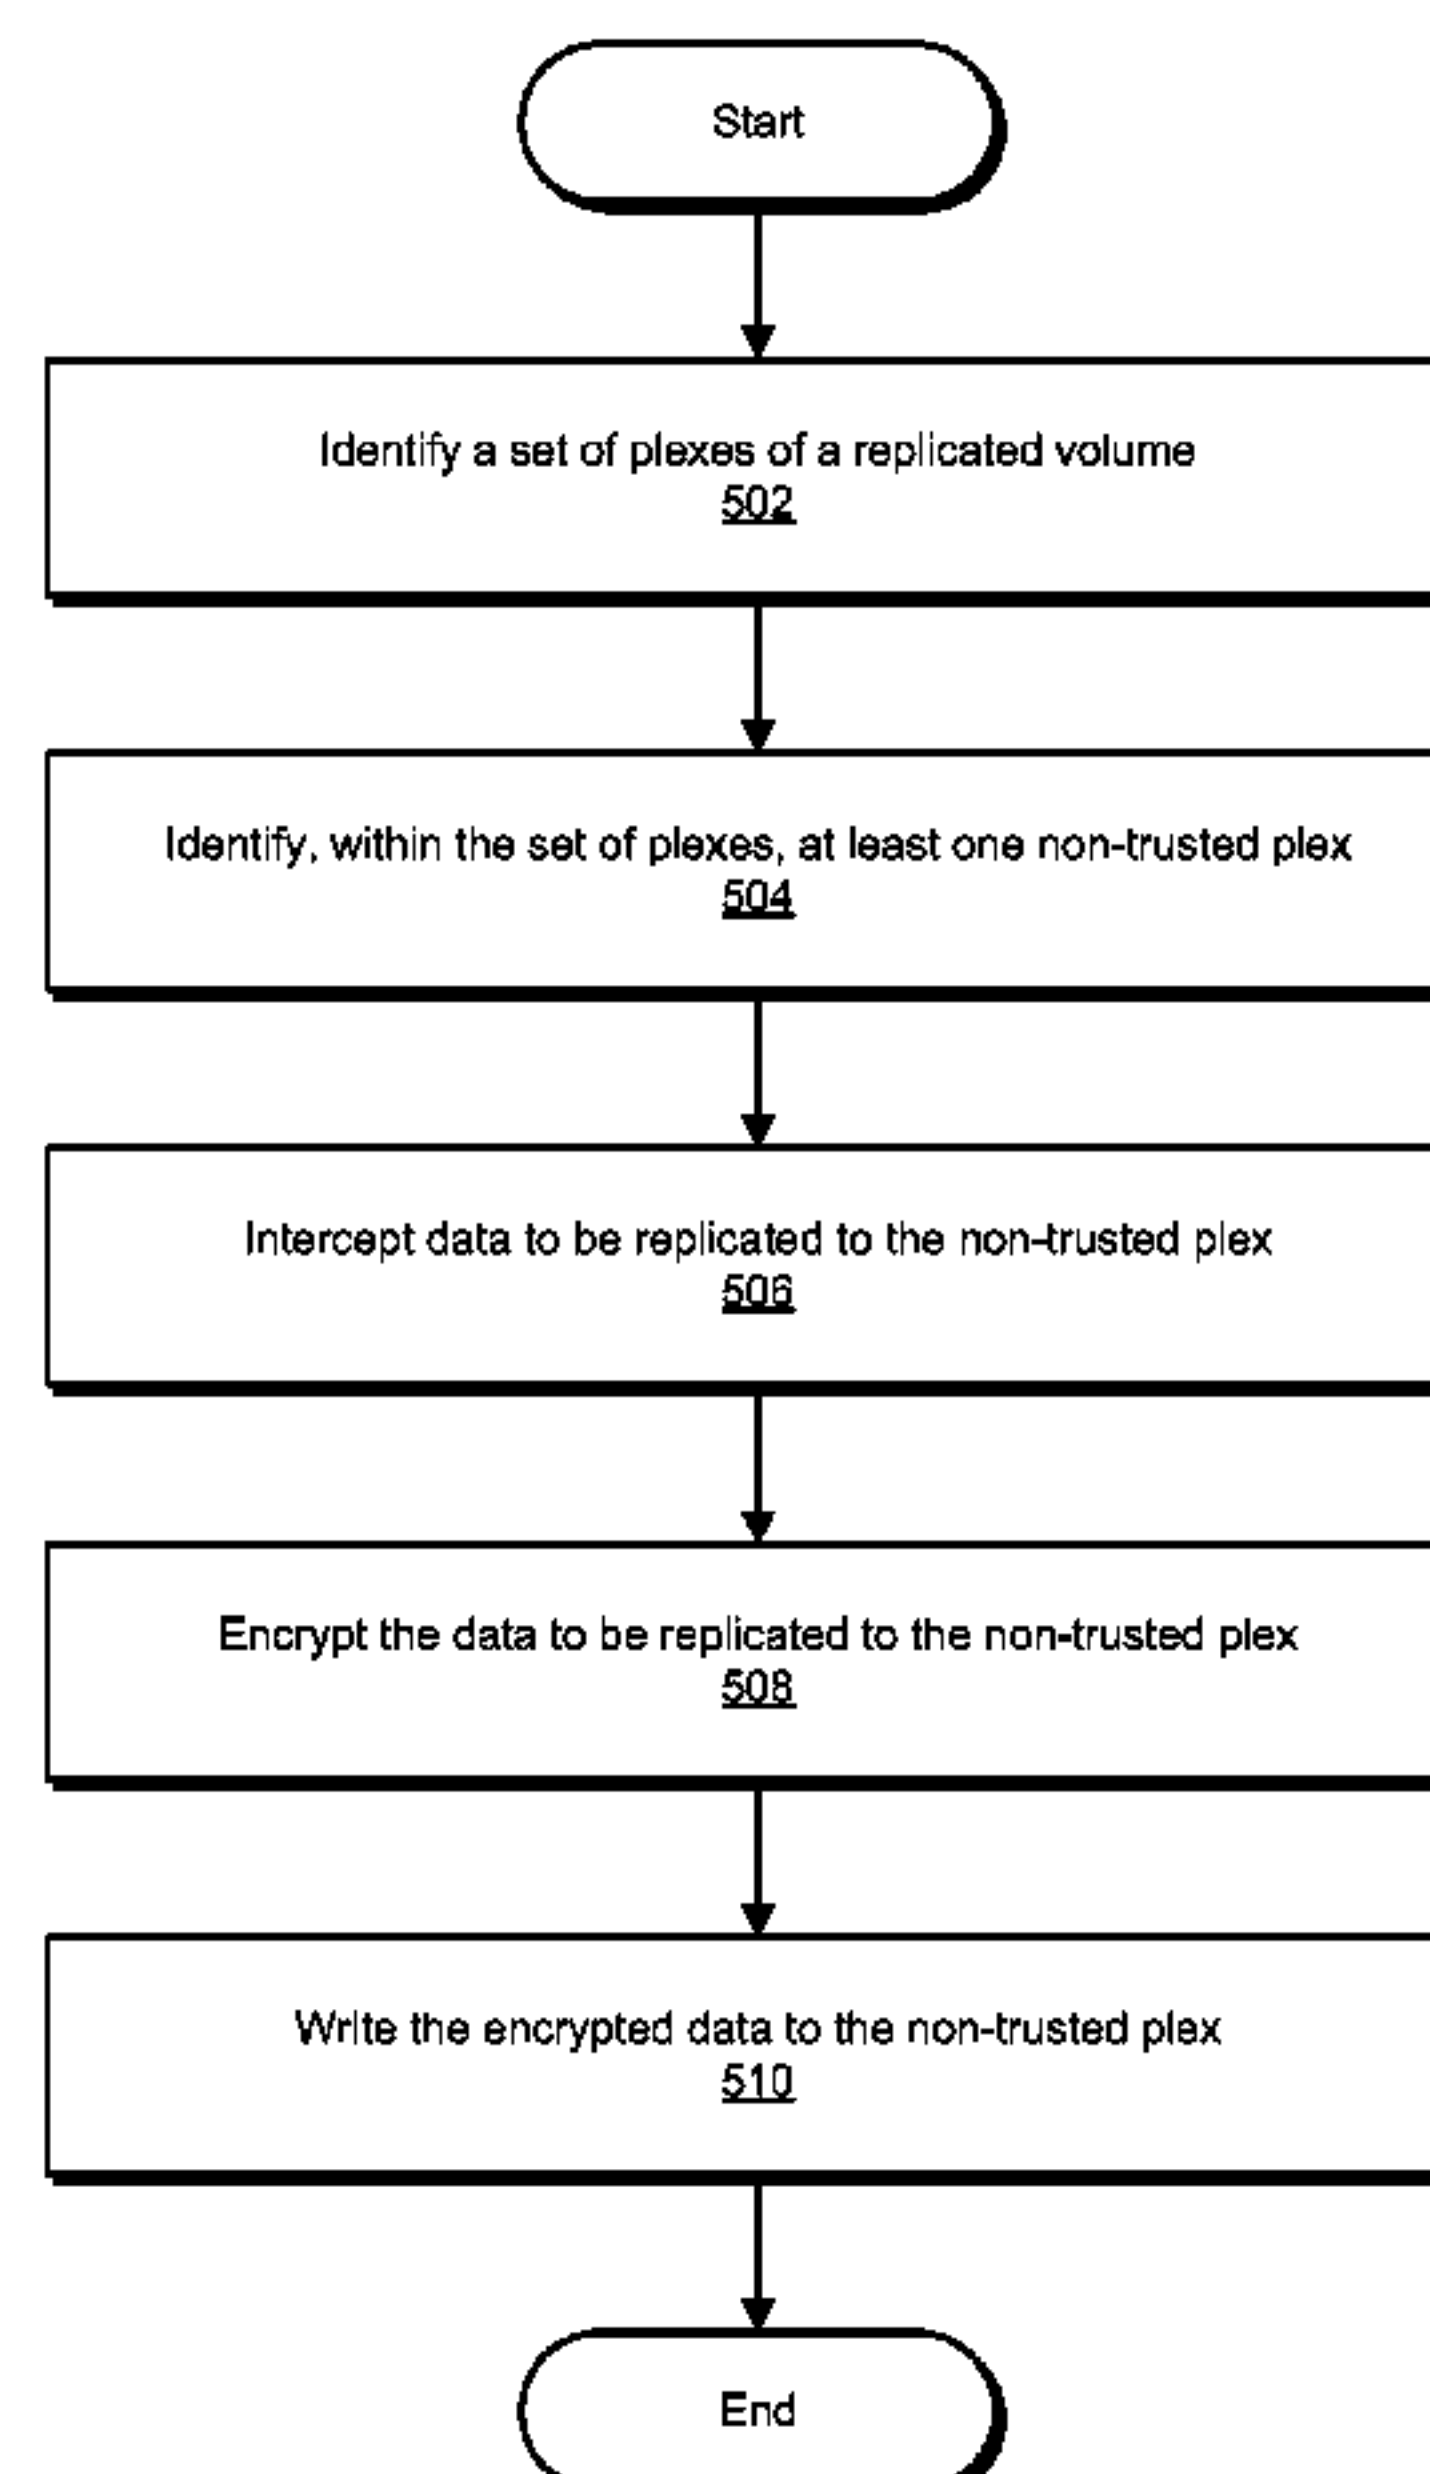 Start
Identify a set of plexes of a replicated volume
502
Identify, within the set of plexes, at least one non-trusted plex
504
Intercept data to be replicated to the non-trusted plex
506
Encrypt the data to be replicated to the non-trusted plex
508
Write the encrypted data to the non-trusted plex
510
End